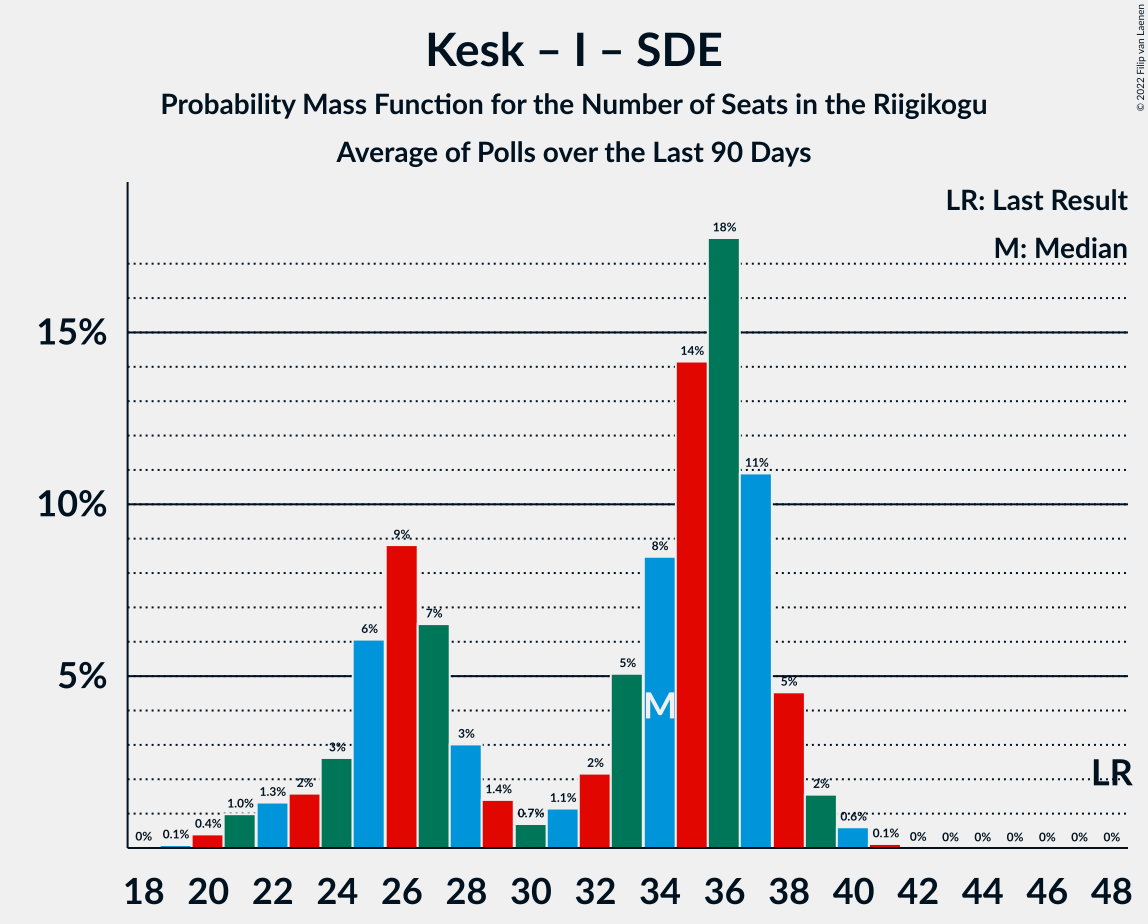 © 2022 Filip van Laenen
Kesk – I – SDE
Probability Mass Function for the Number of Seats in the Riigikogu
Average of Polls over the Last 90 Days
LR: Last Result
M: Median
15%
10%
5%
0% 0.1% 0.4% 1.0% 1.3% 2% 3% 6% 9% 7% 3% 1.4% 0.7% 1.1% 2% 5% 8% 14% 18% 11% 5% 2% 0.6% 0.1% 0% 0% 0% 0% 0% 0% 0%
M
LR
18 20 22 24 26 28 30 32 34 36 38 40 42 44 46 48